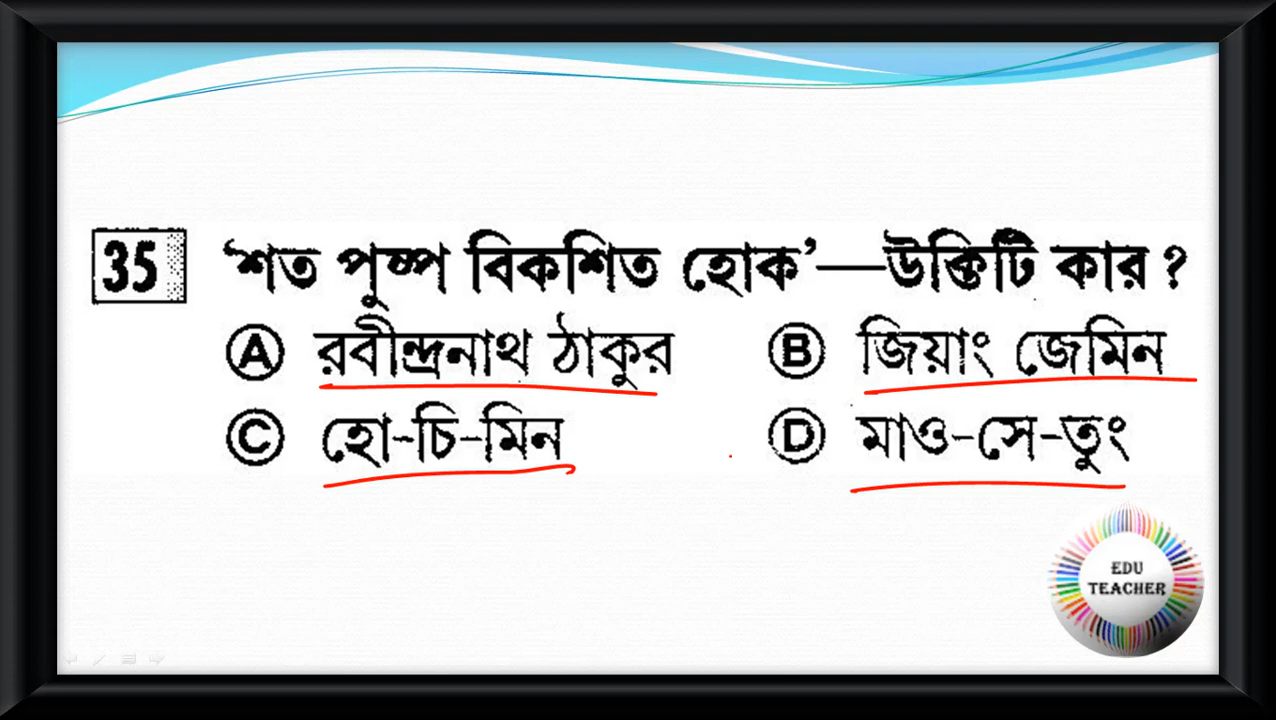 35 ‘শত পুষ্প বিকশিত হোক’—উক্তিটি কার ?
Ⓐ রবীন্দ্রনাথ ঠাকুর Ⓑ জিয়াং জেমিন
Ⓒ হো-চি-মিন Ⓓ মাও-সে-তুং
EDU
TEACHER